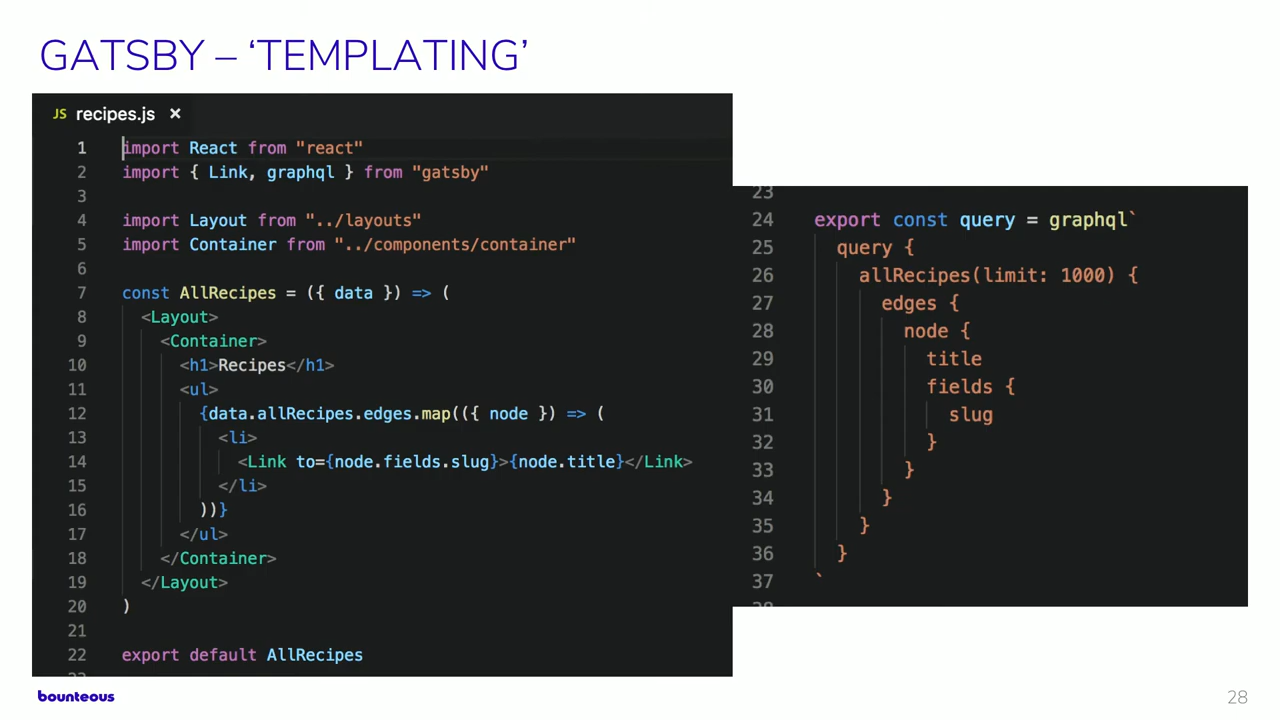 GATSBY – ‘TEMPLATING’
JS recipes.js ×
1 import React from "react"
2 import { Link, graphql } from "gatsby"
3
4 import Layout from "../layouts"
5 import Container from "../components/container"
6
7 const AllRecipes = ({ data }) => (
8 <Layout>
9 <Container>
10 <h1>Recipes</h1>
11 <ul>
12 {data.allRecipes.edges.map(({ node }) => (
13 <li>
14 <Link to={node.fields.slug}>{node.title}</Link>
15 </li>
16 ))}
17 </ul>
18 </Container>
19 </Layout>
20 )
21
22 export default AllRecipes
23
24 export const query = graphql`
25 query {
26 allRecipes(limit: 1000) {
27 edges {
28 node {
29 title
30 fields {
31 slug
32 }
33 }
34 }
35 }
36 }
37 `
bounteous
28